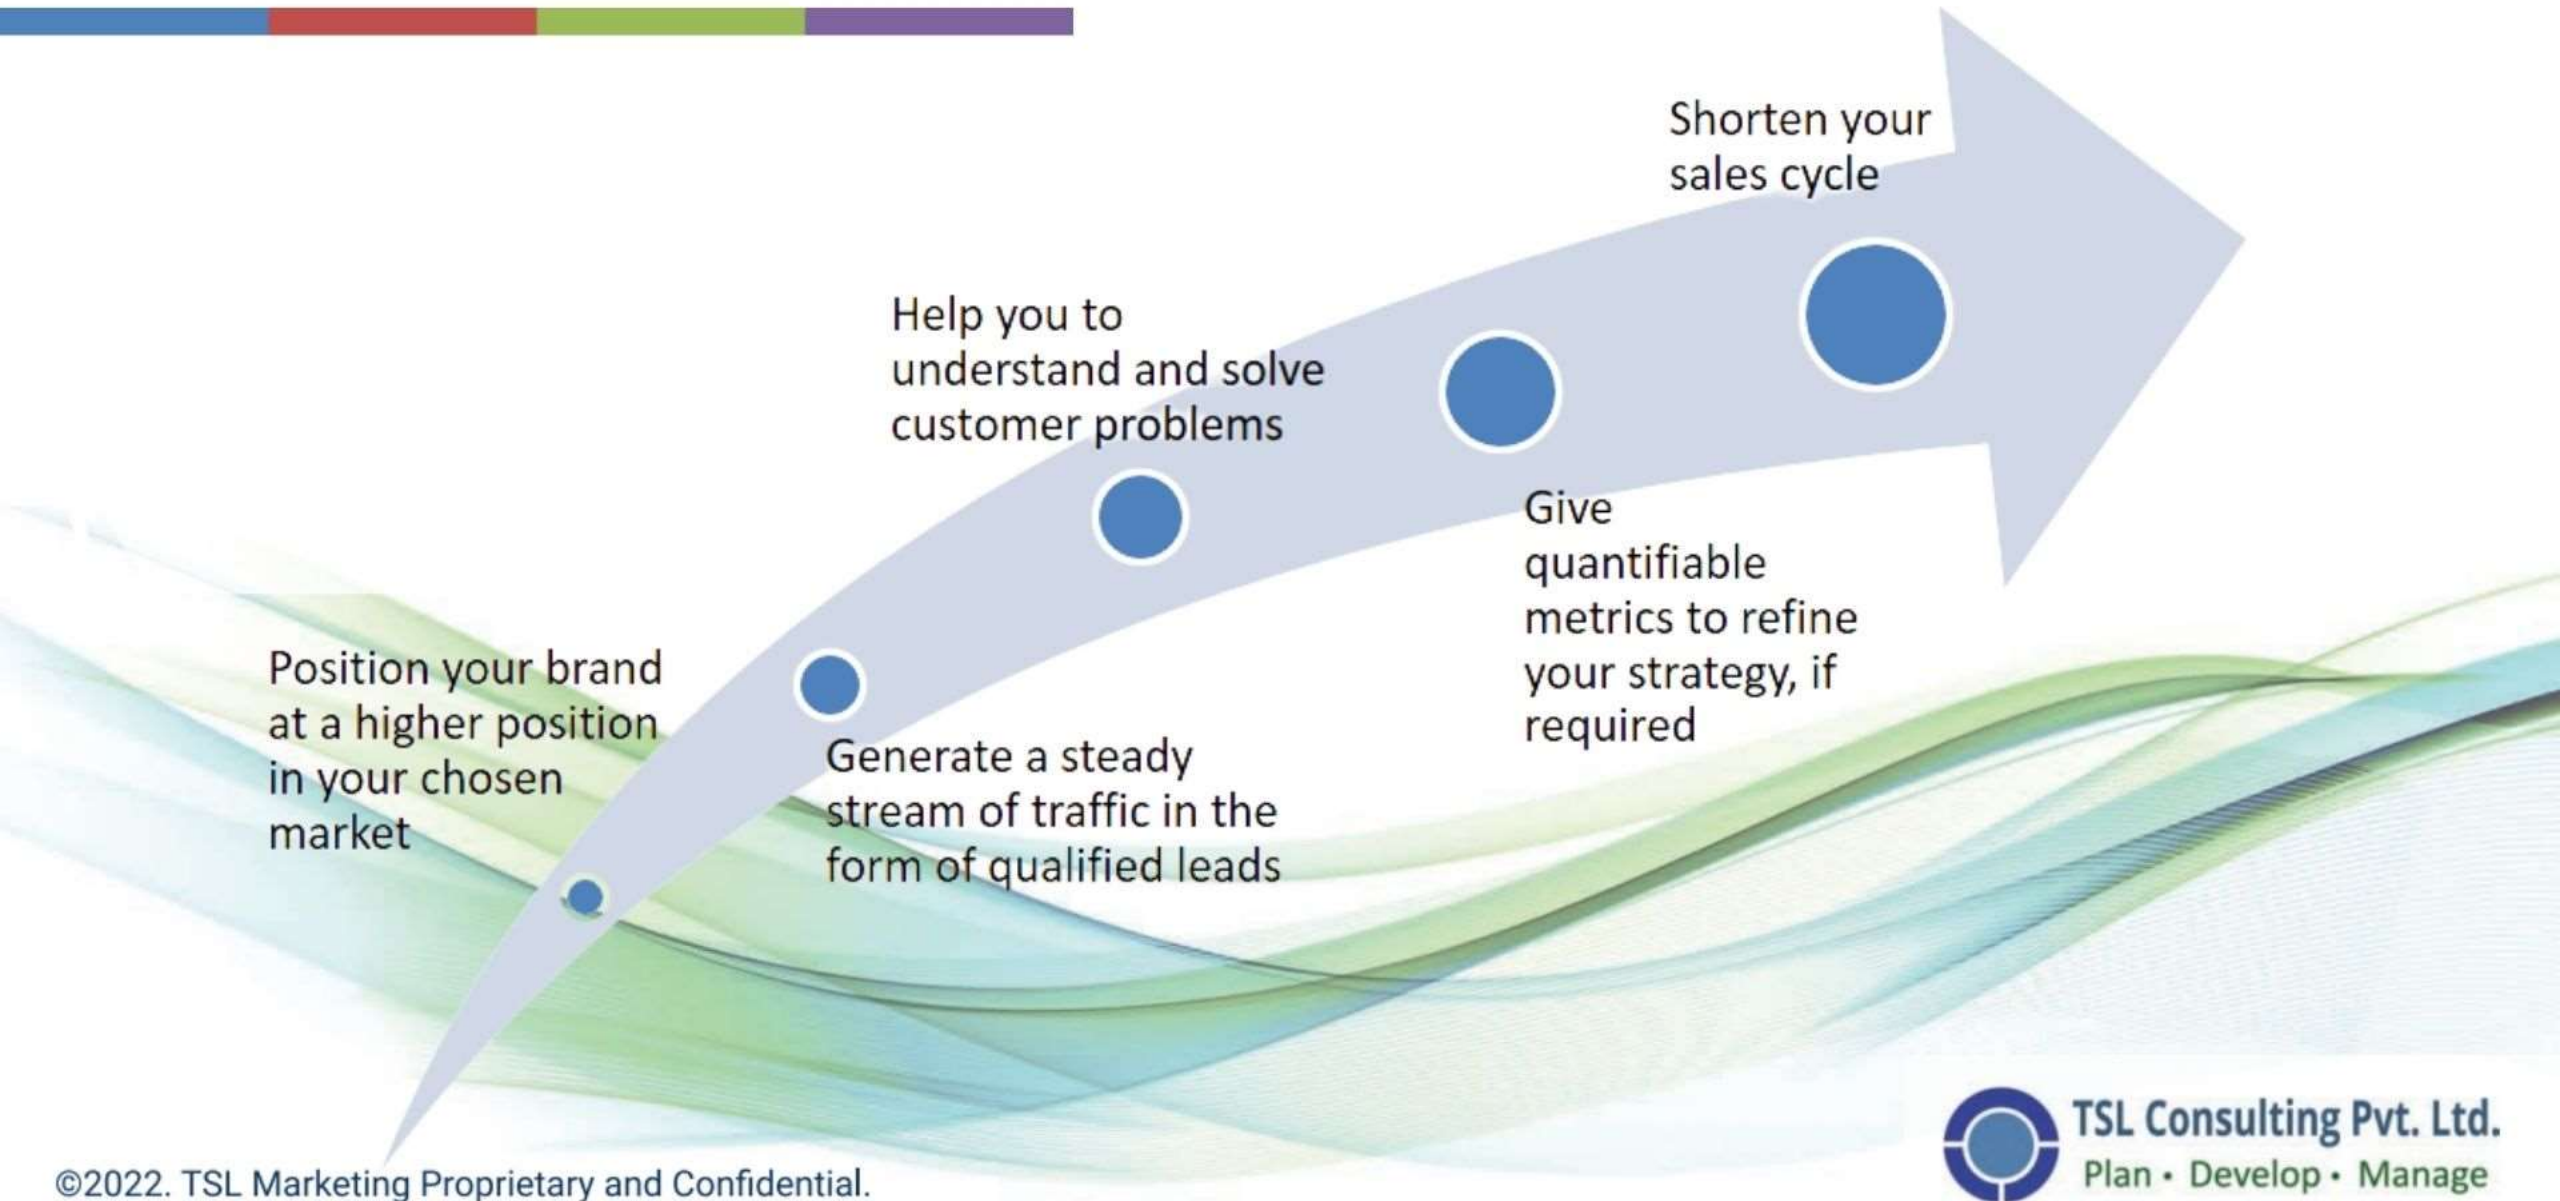 Shorten your
sales cycle
Help you to
understand and solve
customer problems
Give
quantifiable
metrics to refine
your strategy, if
required
Position your brand
at a higher position
in your chosen
market
Generate a steady
stream of traffic in the
form of qualified leads
TSL Consulting Pvt. Ltd.
Plan • Develop • Manage
©2022. TSL Marketing Proprietary and Confidential.